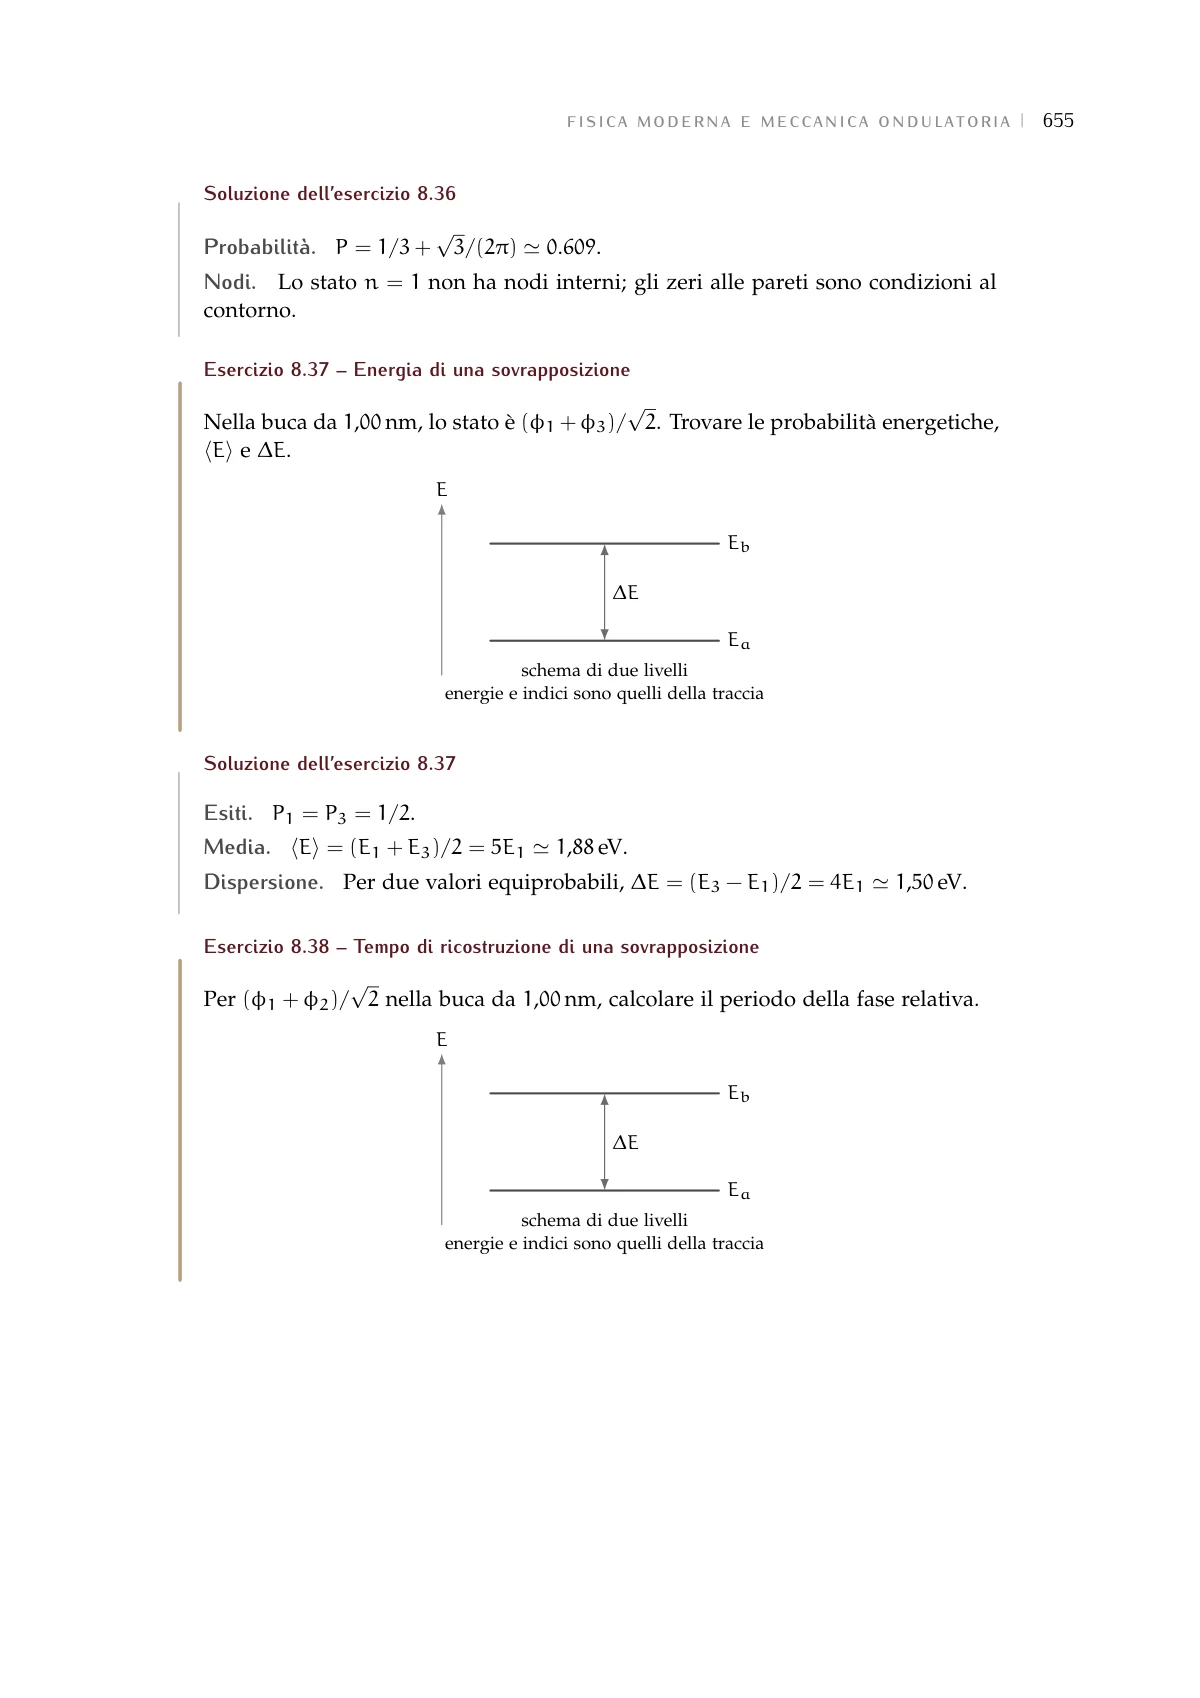 FISICA MODERNA E MECCANICA ONDULATORIA | 655
Soluzione dell'esercizio 8.36
Probabilità. P = 1/3 + √3/(2π) ≃ 0.609.
Nodi. Lo stato n = 1 non ha nodi interni; gli zeri alle pareti sono condizioni al
contorno.
Esercizio 8.37 – Energia di una sovrapposizione
Nella buca da 1,00 nm, lo stato è (ϕ₁ + ϕ₃)/√2. Trovare le probabilità energetiche,
⟨E⟩ e ΔE.
E
E_b
ΔE
E_a
schema di due livelli
energie e indici sono quelli della traccia
Soluzione dell'esercizio 8.37
Esiti. P₁ = P₃ = 1/2.
Media. ⟨E⟩ = (E₁ + E₃)/2 = 5E₁ ≃ 1,88 eV.
Dispersione. Per due valori equiprobabili, ΔE = (E₃ − E₁)/2 = 4E₁ ≃ 1,50 eV.
Esercizio 8.38 – Tempo di ricostruzione di una sovrapposizione
Per (ϕ₁ + ϕ₂)/√2 nella buca da 1,00 nm, calcolare il periodo della fase relativa.
E
E_b
ΔE
E_a
schema di due livelli
energie e indici sono quelli della traccia